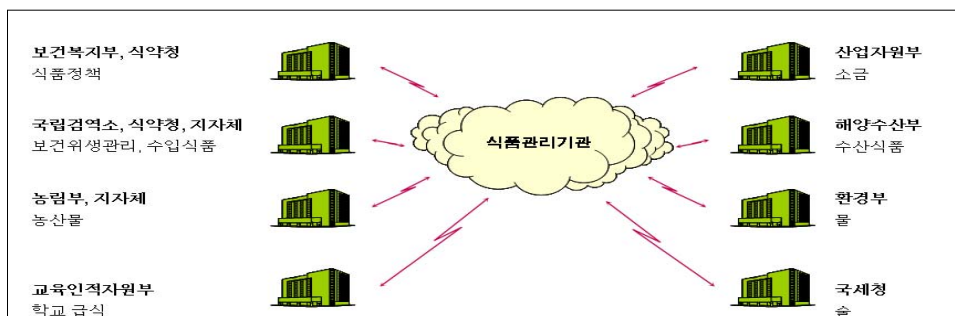 보건복지부, 식약청
식품정책
국립검역소, 식약청, 지자체
보건위생관리, 수입식품
농림부, 지자체
농산물
교육인적자원부
학교 급식
식품관리기관
산업자원부
소금
해양수산부
수산식품
환경부
물
국세청
술